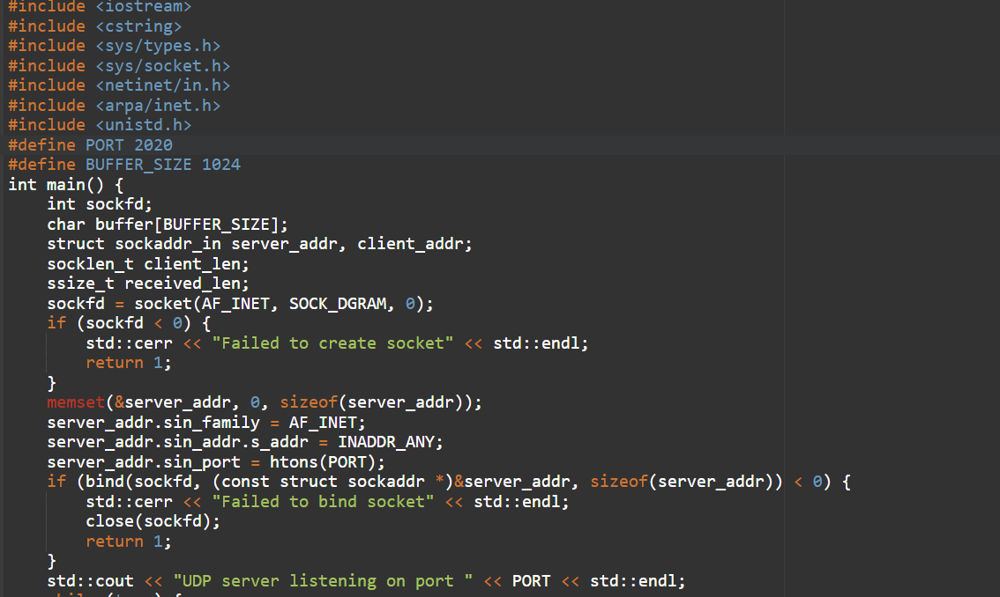 #include <iostream>
#include <cstring>
#include <sys/types.h>
#include <sys/socket.h>
#include <netinet/in.h>
#include <arpa/inet.h>
#include <unistd.h>
#define PORT 2020
#define BUFFER_SIZE 1024
int main() {
    int sockfd;
    char buffer[BUFFER_SIZE];
    struct sockaddr_in server_addr, client_addr;
    socklen_t client_len;
    ssize_t received_len;
    sockfd = socket(AF_INET, SOCK_DGRAM, 0);
    if (sockfd < 0) {
        std::cerr << "Failed to create socket" << std::endl;
        return 1;
    }
    memset(&server_addr, 0, sizeof(server_addr));
    server_addr.sin_family = AF_INET;
    server_addr.sin_addr.s_addr = INADDR_ANY;
    server_addr.sin_port = htons(PORT);
    if (bind(sockfd, (const struct sockaddr *)&server_addr, sizeof(server_addr)) < 0) {
        std::cerr << "Failed to bind socket" << std::endl;
        close(sockfd);
        return 1;
    }
    std::cout << "UDP server listening on port " << PORT << std::endl;